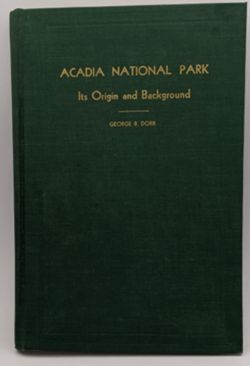 ACADIA NATIONAL PARK
Its Origin and Background
GEORGE B. DORR